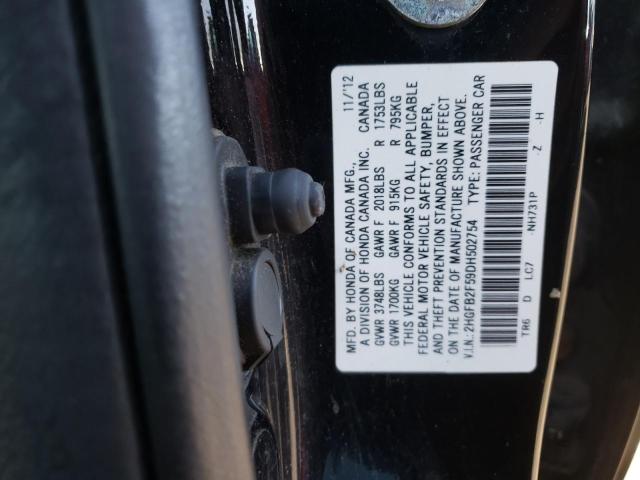 MFD. BY HONDA OF CANADA MFG., 11/'12
A DIVISION OF HONDA CANADA INC. CANADA
GVWR 3748LBS GAWR F 2018LBS R 1753LBS
GVWR 1700KG GAWR F 915KG R 795KG
THIS VEHICLE CONFORMS TO ALL APPLICABLE
FEDERAL MOTOR VEHICLE SAFETY, BUMPER,
AND THEFT PREVENTION STANDARDS IN EFFECT
ON THE DATE OF MANUFACTURE SHOWN ABOVE.
V.I.N.: 2HGFB2F59DH502754 TYPE: PASSENGER CAR
-Z -H
TR6 D LC7 NH731P